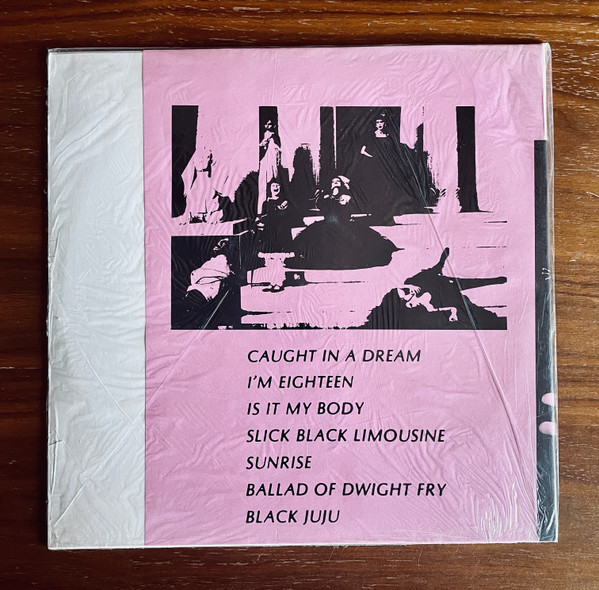 CAUGHT IN A DREAM
I'M EIGHTEEN
IS IT MY BODY
SLICK BLACK LIMOUSINE
SUNRISE
BALLAD OF DWIGHT FRY
BLACK JUJU